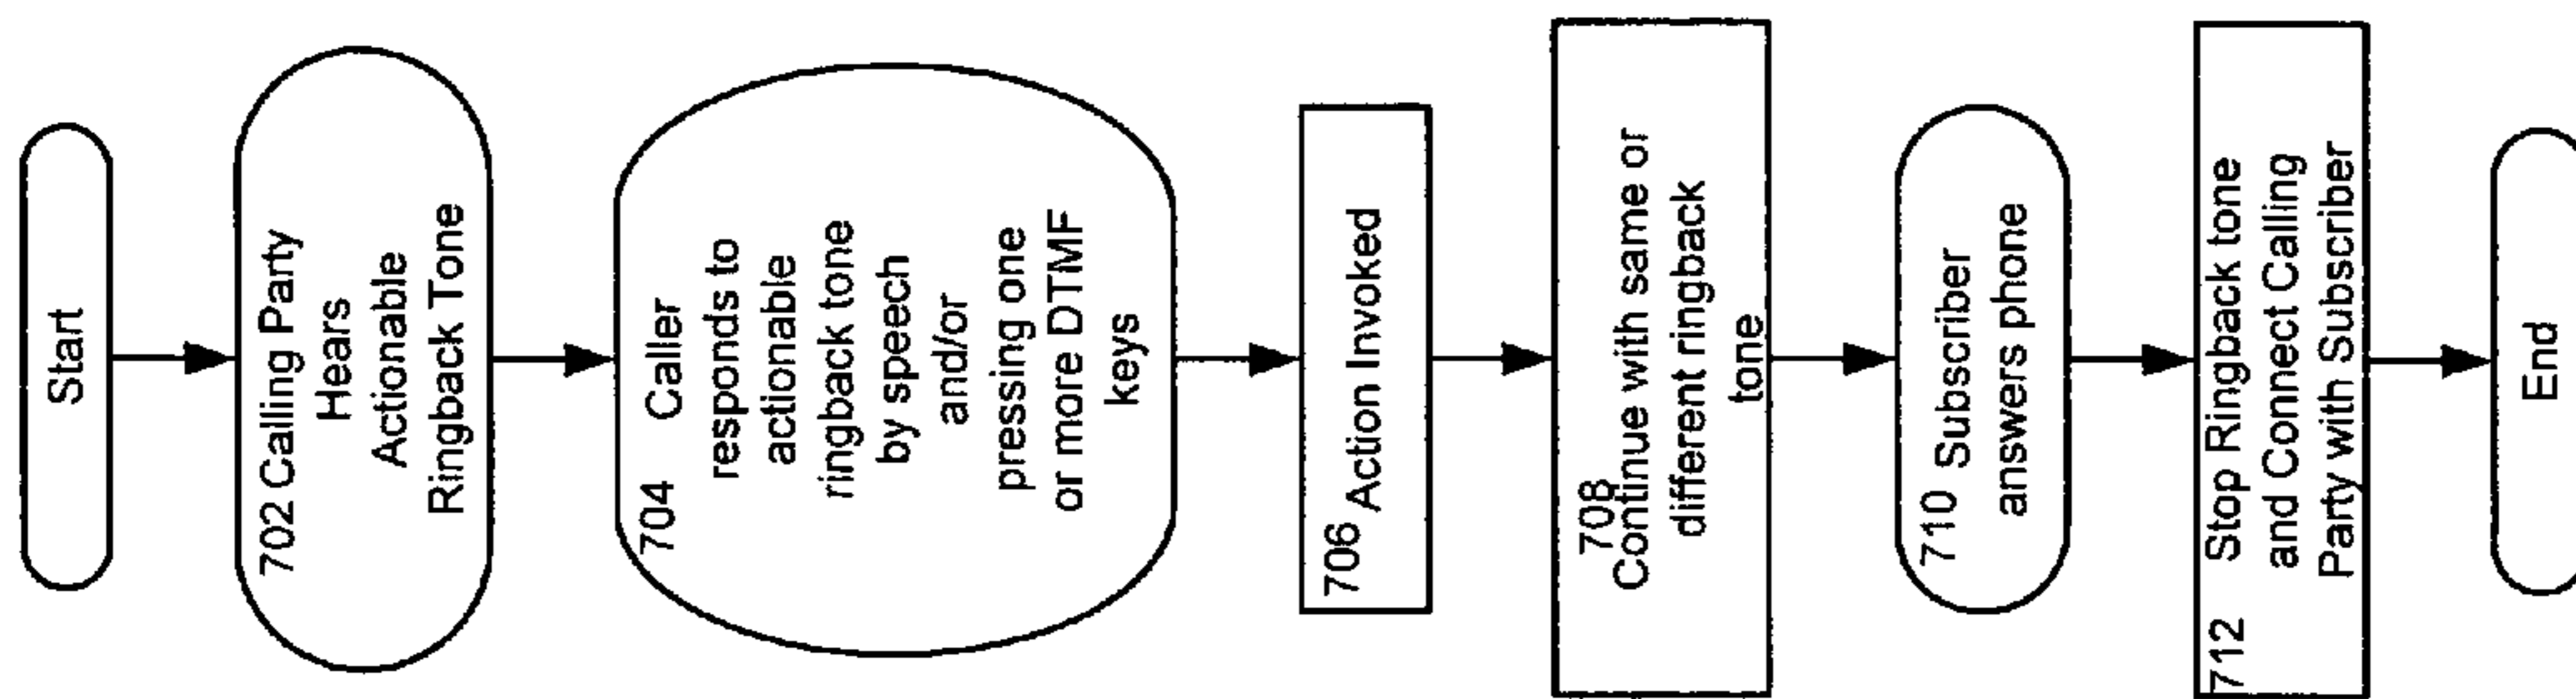 Start
702 Calling Party
Hears
Actionable
Ringback Tone
704 Caller
responds to
actionable
ringback tone
by speech
and/or
pressing one
or more DTMF
keys
706 Action Invoked
708
Continue with same or
different ringback
tone
710 Subscriber
answers phone
712 Stop Ringback tone
and Connect Calling
Party with Subscriber
End